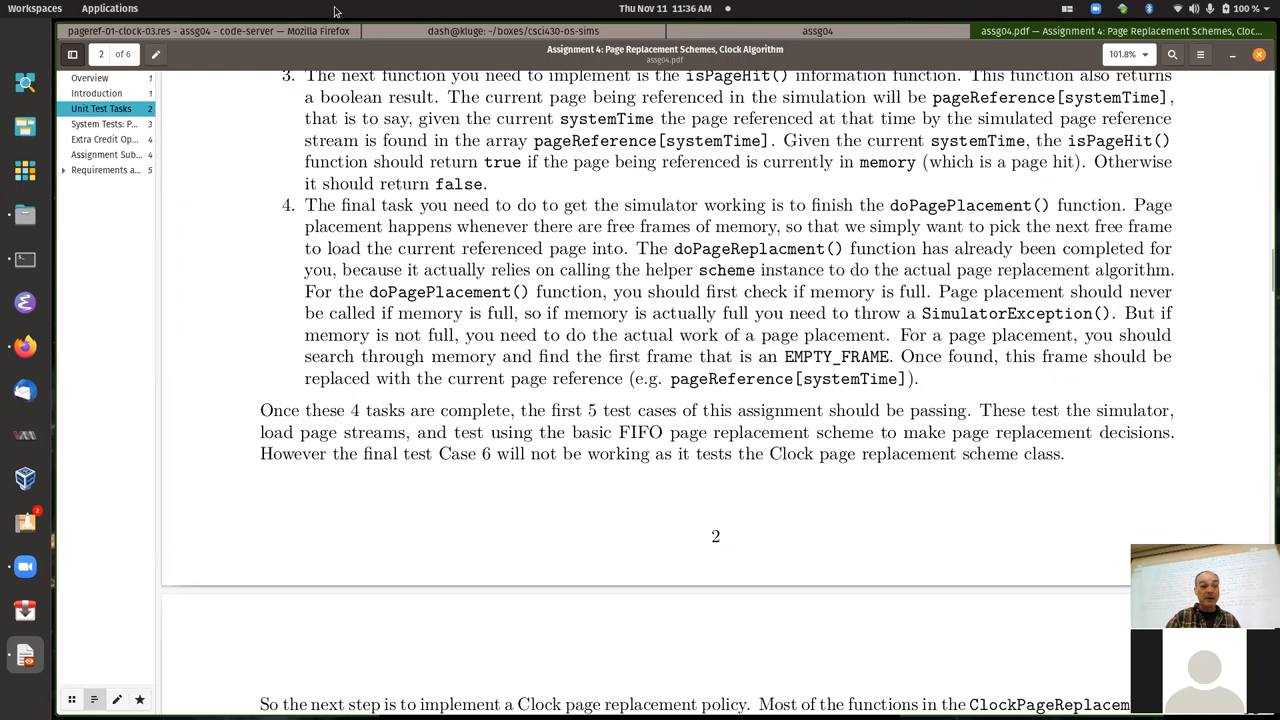 Workspaces Applications Thu Nov 11 11:36 AM 100 %
pageref-01-clock-03.res - assg04 - code-server — Mozilla Firefox
dash@kluge: ~/boxes/csci430-os-sims
assg04
assg04.pdf — Assignment 4: Page Replacement Schemes, Clock Algorithm, Cloc...
2 of 6
Assignment 4: Page Replacement Schemes, Clock Algorithm
assg04.pdf
101.8%
Overview 1
Introduction 1
Unit Test Tasks 2
System Tests: P... 3
Extra Credit Op... 4
Assignment Sub... 4
Requirements a... 5
3. The next function you need to implement is the isPageHit() information function. This function also returns
a boolean result. The current page being referenced in the simulation will be pageReference[systemTime],
that is to say, given the current systemTime the page referenced at that time by the simulated page reference
stream is found in the array pageReference[systemTime]. Given the current systemTime, the isPageHit()
function should return true if the page being referenced is currently in memory (which is a page hit). Otherwise
it should return false.
4. The final task you need to do to get the simulator working is to finish the doPagePlacement() function. Page
placement happens whenever there are free frames of memory, so that we simply want to pick the next free frame
to load the current referenced page into. The doPageReplacment() function has already been completed for
you, because it actually relies on calling the helper scheme instance to do the actual page replacement algorithm.
For the doPagePlacement() function, you should first check if memory is full. Page placement should never
be called if memory is full, so if memory is actually full you need to throw a SimulatorException(). But if
memory is not full, you need to do the actual work of a page placement. For a page placement, you should
search through memory and find the first frame that is an EMPTY_FRAME. Once found, this frame should be
replaced with the current page reference (e.g. pageReference[systemTime]).
Once these 4 tasks are complete, the first 5 test cases of this assignment should be passing. These test the simulator,
load page streams, and test using the basic FIFO page replacement scheme to make page replacement decisions.
However the final test Case 6 will not be working as it tests the Clock page replacement scheme class.
2
So the next step is to implement a Clock page replacement policy. Most of the functions in the ClockPageReplacem
2